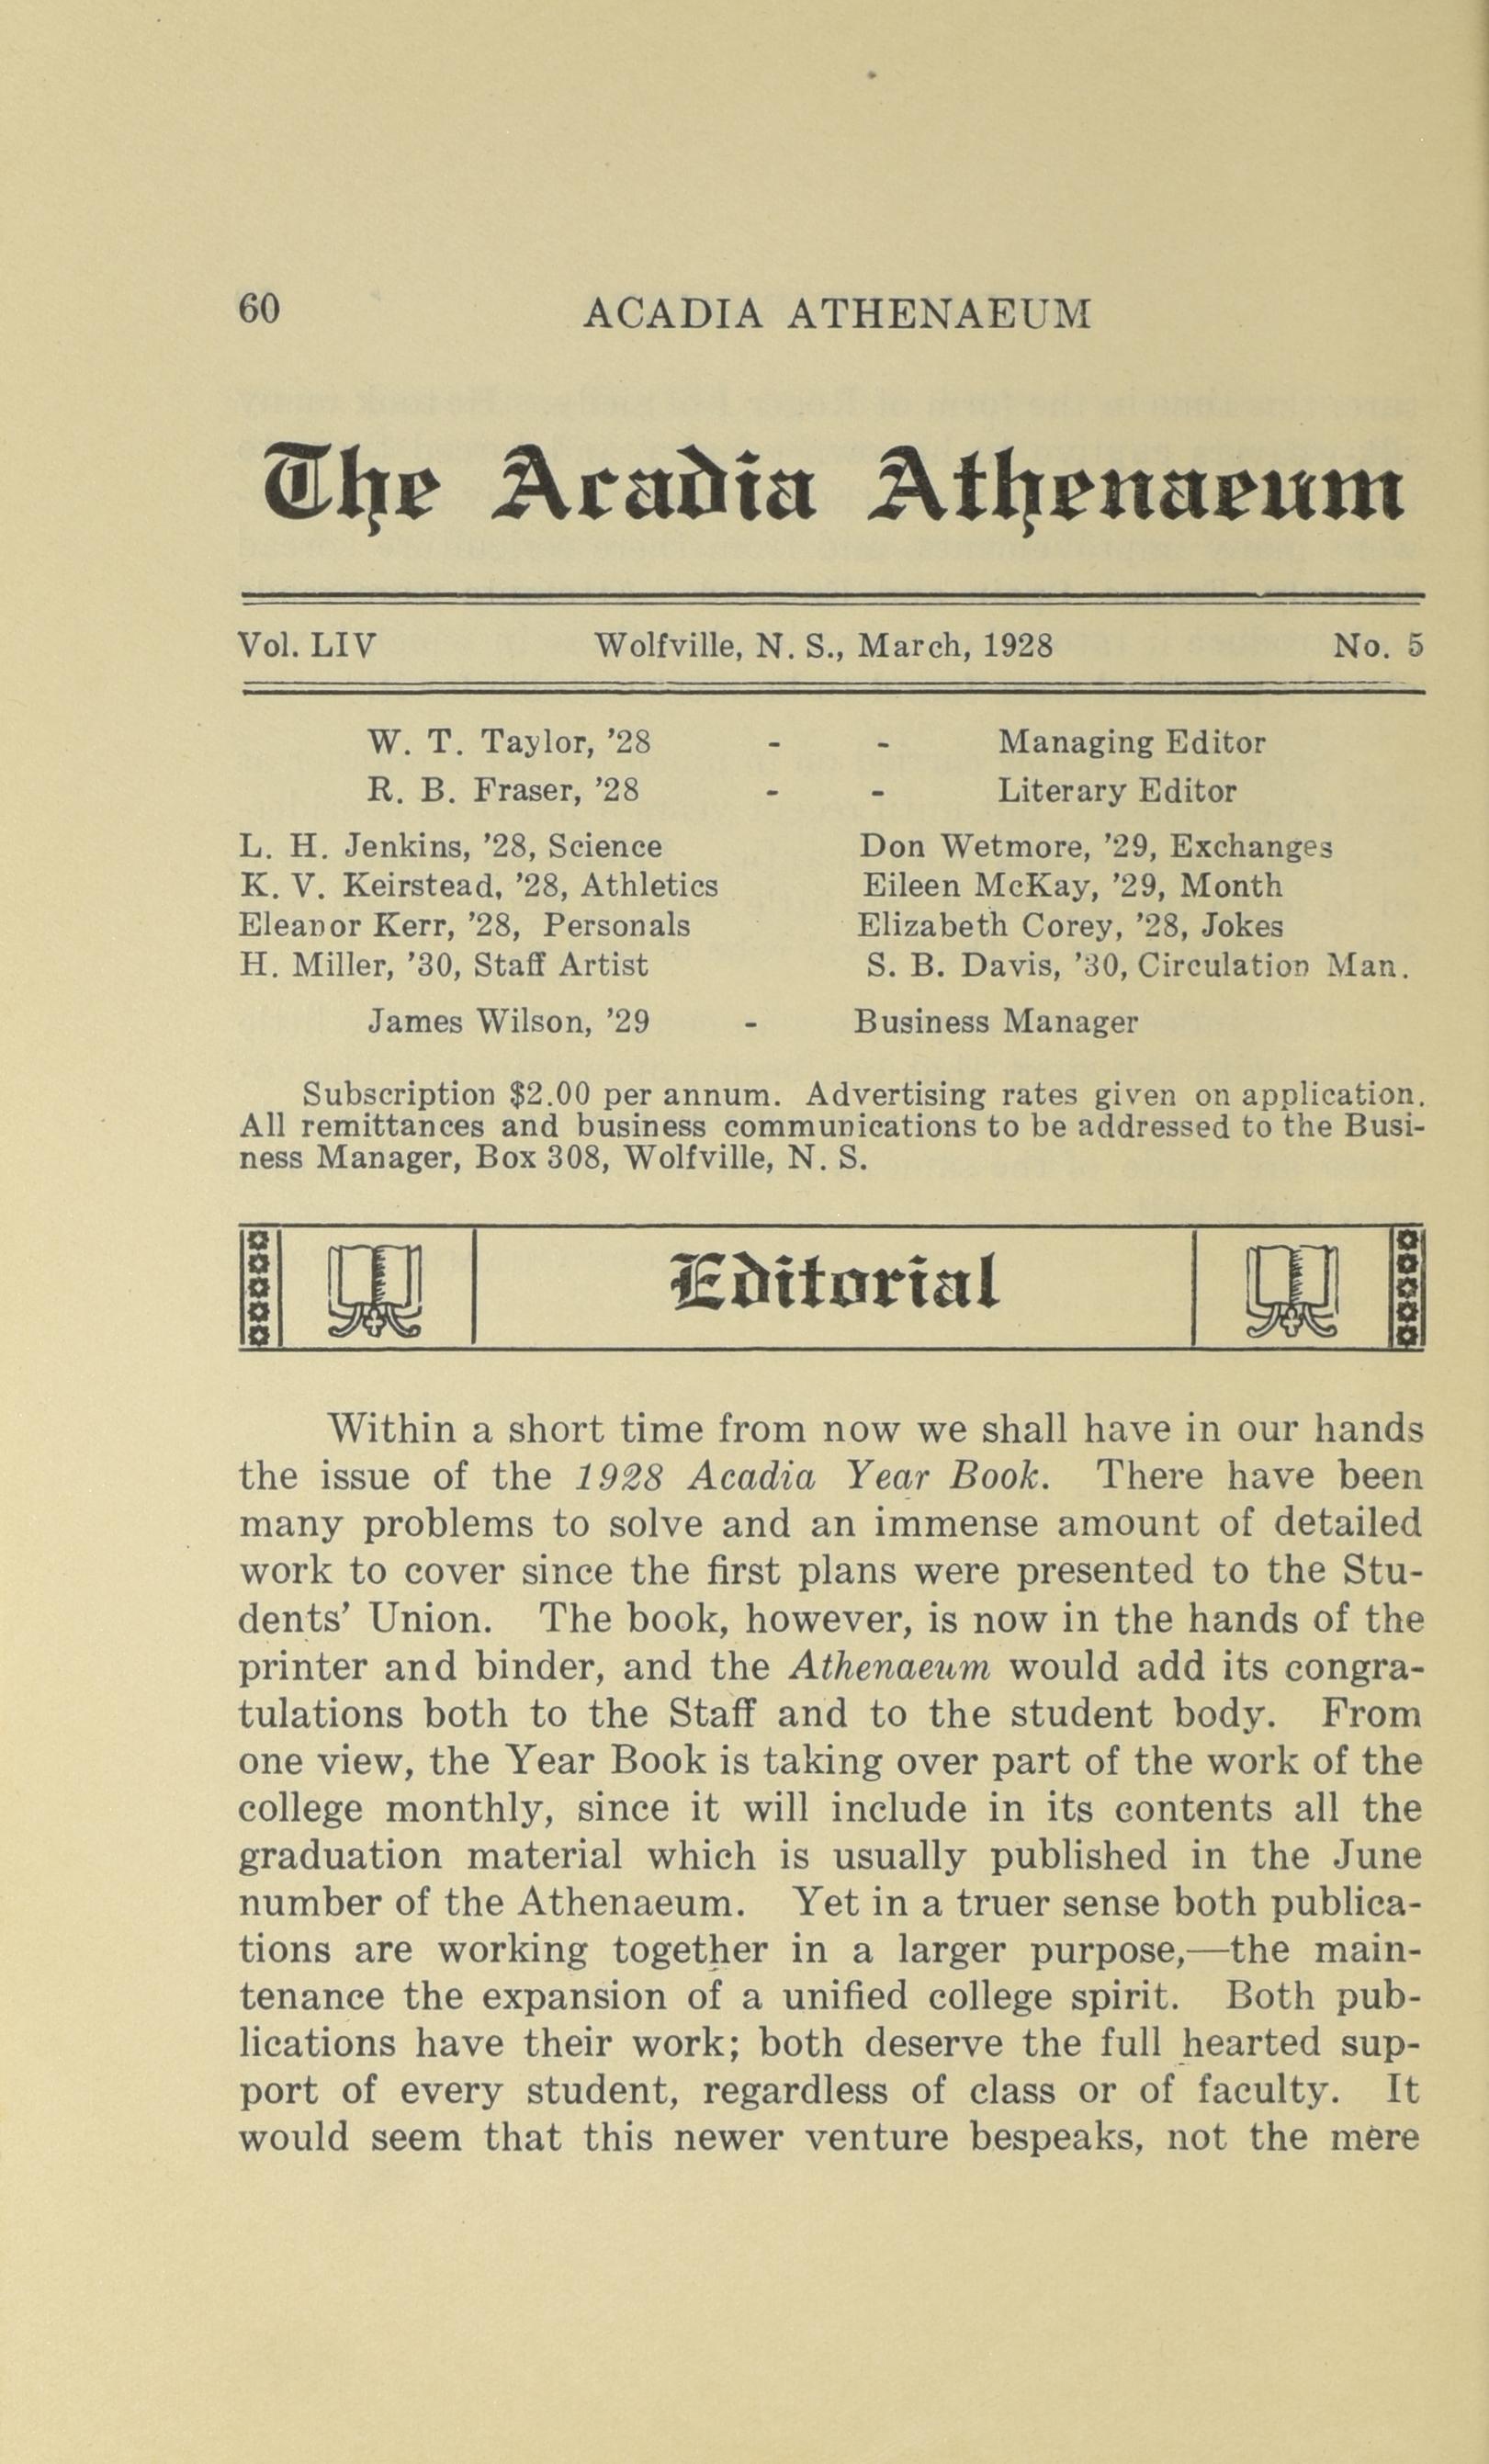 60 ACADIA ATHENAEUM
The Acadia Athenaeum
Vol. LIV Wolfville, N. S., March, 1928 No. 5
W. T. Taylor, ’28 - - Managing Editor
R. B. Fraser, ’28 - - Literary Editor
L. H. Jenkins, ’28, Science Don Wetmore, ’29, Exchanges
K. V. Keirstead, ’28, Athletics Eileen McKay, ’29, Month
Eleanor Kerr, ’28, Personals Elizabeth Corey, ’28, Jokes
H. Miller, ’30, Staff Artist S. B. Davis, ’30, Circulation Man.
James Wilson, ’29 - Business Manager
Subscription $2.00 per annum. Advertising rates given on application.
All remittances and business communications to be addressed to the Busi-
ness Manager, Box 308, Wolfville, N. S.
Editorial
Within a short time from now we shall have in our hands
the issue of the 1928 Acadia Year Book. There have been
many problems to solve and an immense amount of detailed
work to cover since the first plans were presented to the Stu-
dents’ Union. The book, however, is now in the hands of the
printer and binder, and the Athenaeum would add its congra-
tulations both to the Staff and to the student body. From
one view, the Year Book is taking over part of the work of the
college monthly, since it will include in its contents all the
graduation material which is usually published in the June
number of the Athenaeum. Yet in a truer sense both publica-
tions are working together in a larger purpose,—the main-
tenance the expansion of a unified college spirit. Both pub-
lications have their work; both deserve the full hearted sup-
port of every student, regardless of class or of faculty. It
would seem that this newer venture bespeaks, not the mere